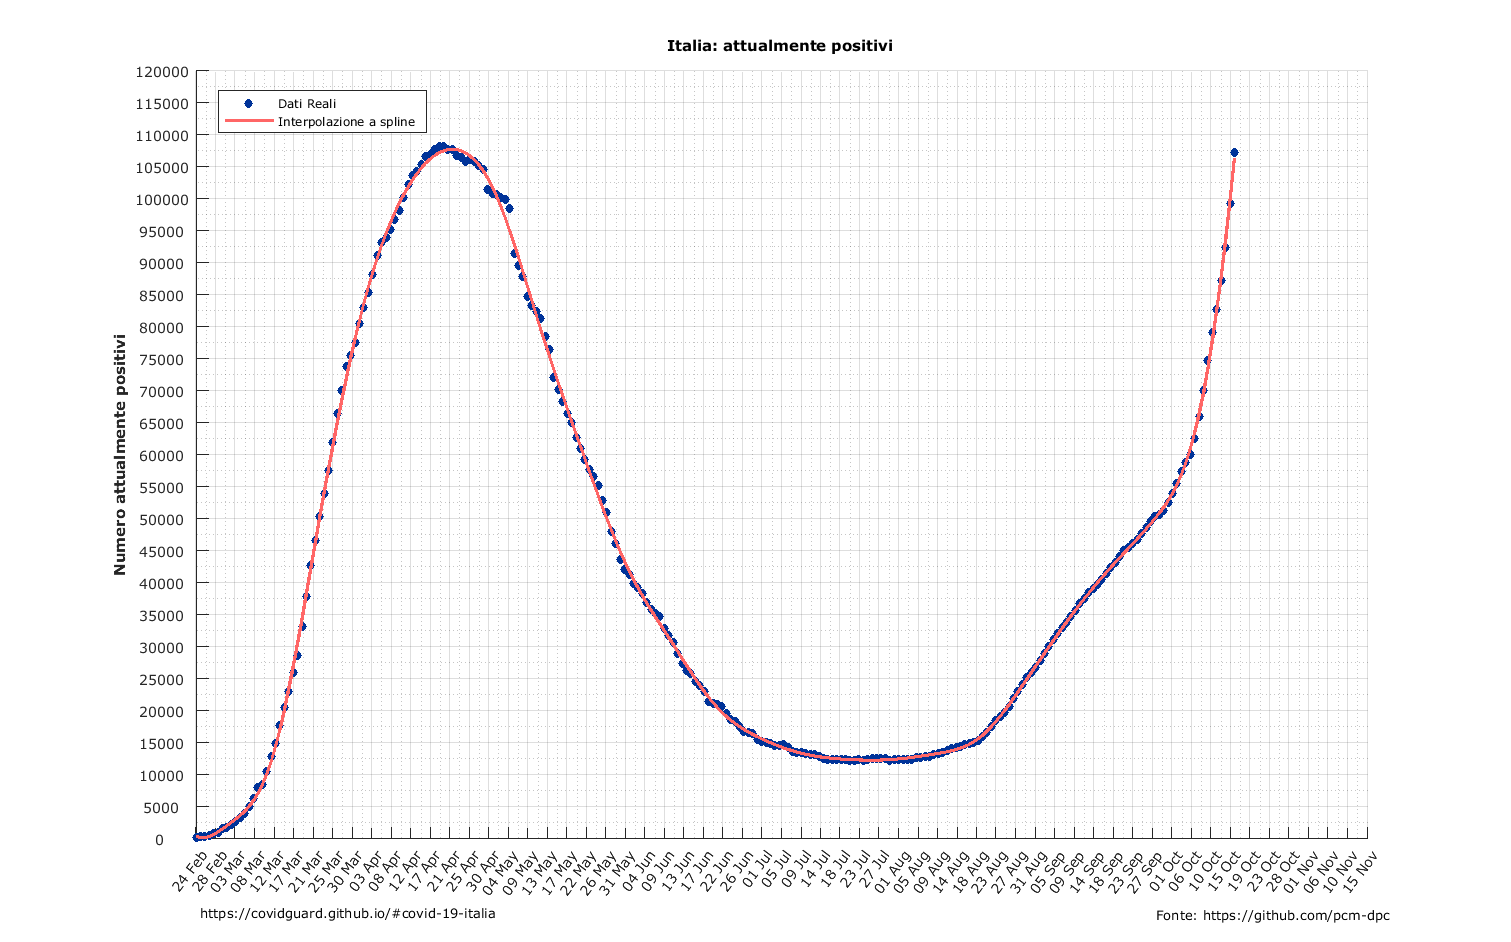 Italia: attualmente positivi
120000
115000
110000
105000
100000
95000
90000
85000
80000
75000
70000
65000
60000
55000
50000
45000
40000
35000
30000
25000
20000
15000
10000
5000
0
Numero attualmente positivi
Dati Reali
Interpolazione a spline
24 Feb
28 Feb
03 Mar
08 Mar
12 Mar
17 Mar
21 Mar
25 Mar
30 Mar
03 Apr
08 Apr
12 Apr
17 Apr
21 Apr
25 Apr
30 Apr
04 May
09 May
13 May
17 May
22 May
26 May
31 May
04 Jun
09 Jun
13 Jun
17 Jun
22 Jun
26 Jun
01 Jul
05 Jul
09 Jul
14 Jul
18 Jul
23 Jul
27 Jul
01 Aug
05 Aug
09 Aug
14 Aug
18 Aug
23 Aug
27 Aug
31 Aug
05 Sep
09 Sep
14 Sep
18 Sep
23 Sep
27 Sep
01 Oct
06 Oct
10 Oct
15 Oct
19 Oct
23 Oct
28 Oct
01 Nov
06 Nov
10 Nov
15 Nov
https://covidguard.github.io/#covid-19-italia
Fonte: https://github.com/pcm-dpc